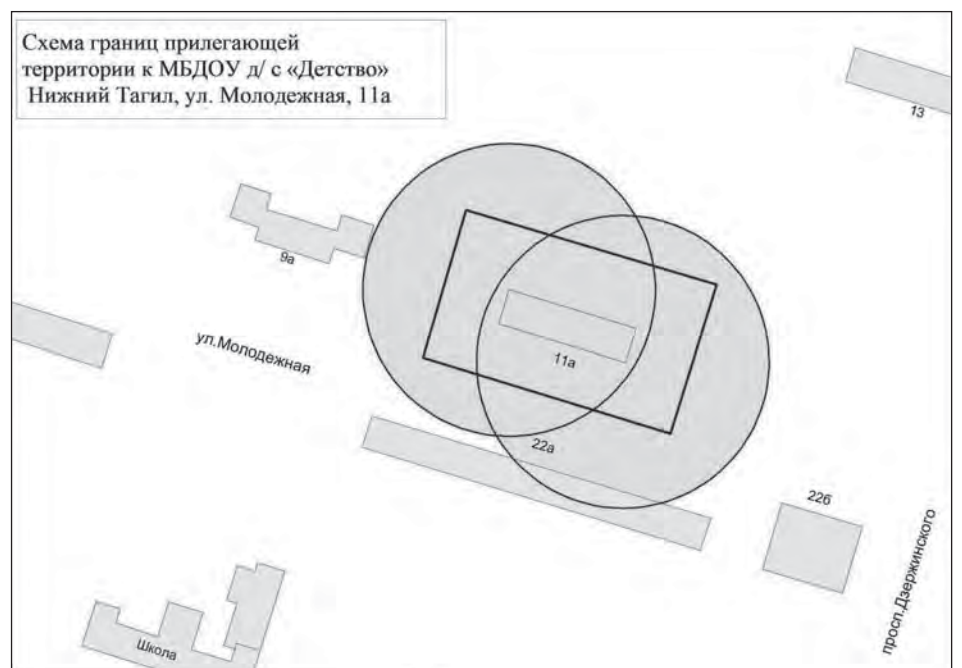 Схема границ прилегающей
территории к МБДОУ д/ с «Детство»
Нижний Тагил, ул. Молодежная, 11а
13
9а
ул.Молодежная
11а
22а
22б
просп.Дзержинского
Школа